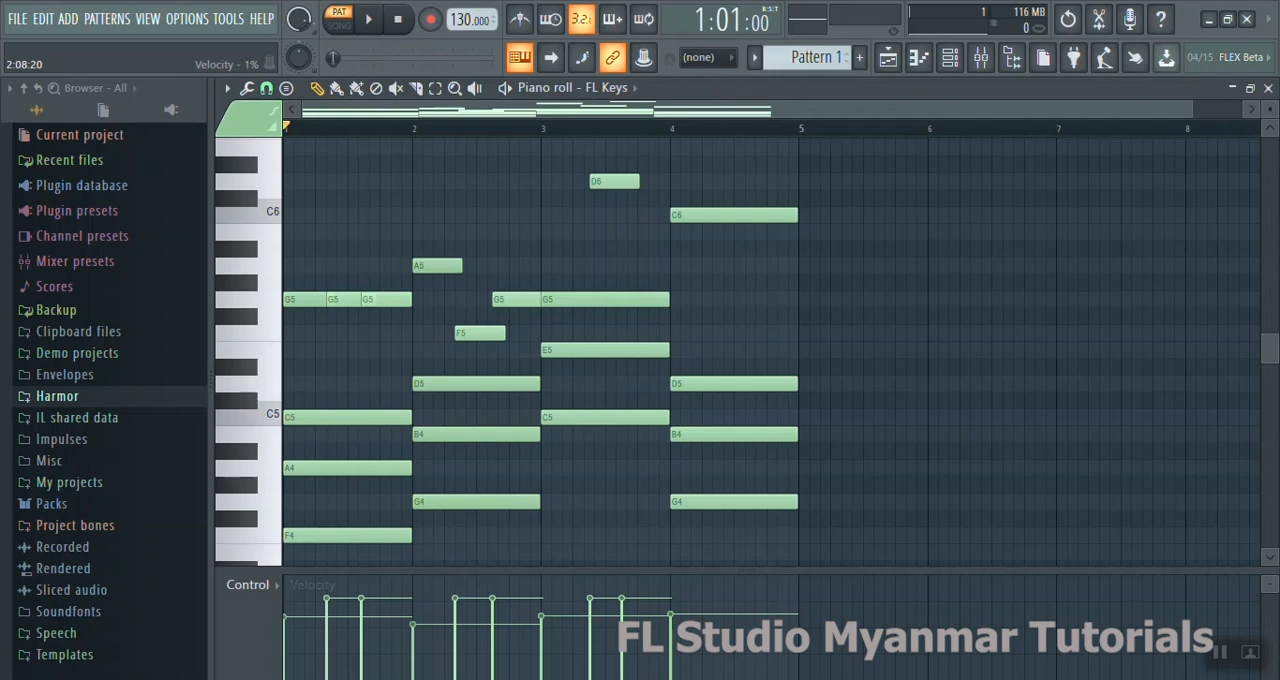 FILE EDIT ADD PATTERNS VIEW OPTIONS TOOLS HELP
PAT
SONG
130.000
3.2.
1:01:00
B:S:T
1
116 MB
0
2:08:20
Velocity - 1%
(none)
Pattern 1
04/15 FLEX Beta
Browser - All
Piano roll - FL Keys
1 2 3 4 5 6 7 8
Current project
Recent files
Plugin database
Plugin presets
Channel presets
Mixer presets
Scores
Backup
Clipboard files
Demo projects
Envelopes
Harmor
IL shared data
Impulses
Misc
My projects
Packs
Project bones
Recorded
Rendered
Sliced audio
Soundfonts
Speech
Templates
D6
C6
C6
A5
G5 G5 G5 G5 G5
F5
E5
D5 D5
C5
C5 C5
B4 B4
A4
G4 G4
F4
Control
Velocity
FL Studio Myanmar Tutorials